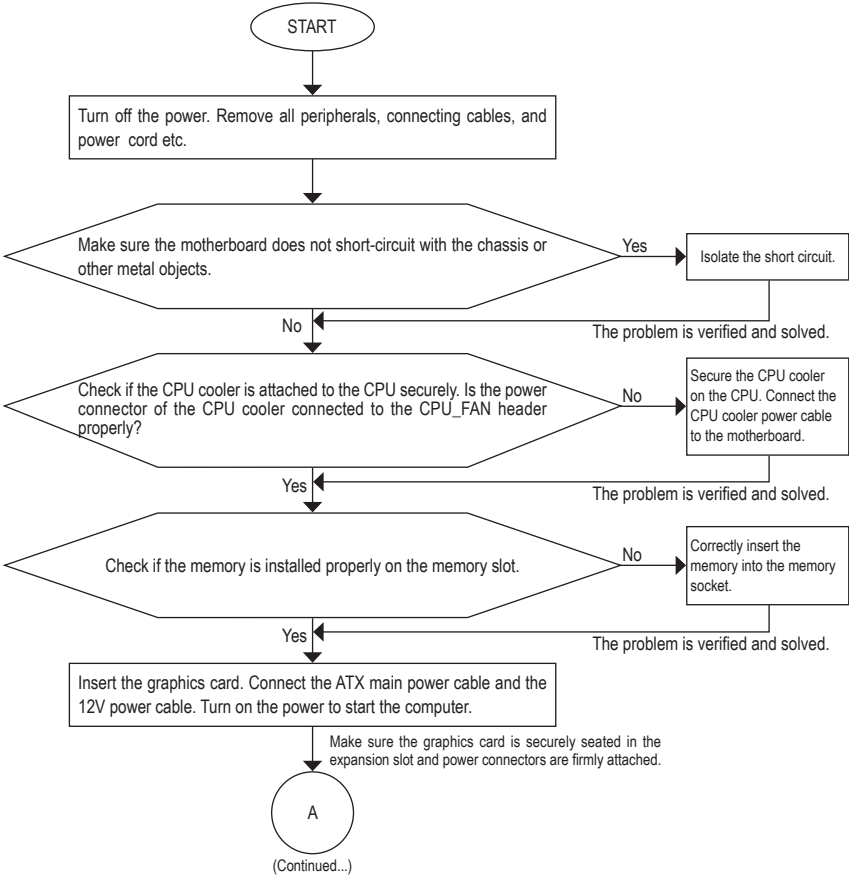 START
Turn off the power. Remove all peripherals, connecting cables, and
power cord etc.
Make sure the motherboard does not short-circuit with the chassis or
other metal objects.
Yes
Isolate the short circuit.
No
The problem is verified and solved.
Check if the CPU cooler is attached to the CPU securely. Is the power
connector of the CPU cooler connected to the CPU_FAN header
properly?
No
Secure the CPU cooler
on the CPU. Connect the
CPU cooler power cable
to the motherboard.
Yes
The problem is verified and solved.
Check if the memory is installed properly on the memory slot.
No
Correctly insert the
memory into the memory
socket.
Yes
The problem is verified and solved.
Insert the graphics card. Connect the ATX main power cable and the
12V power cable. Turn on the power to start the computer.
Make sure the graphics card is securely seated in the
expansion slot and power connectors are firmly attached.
A
(Continued...)